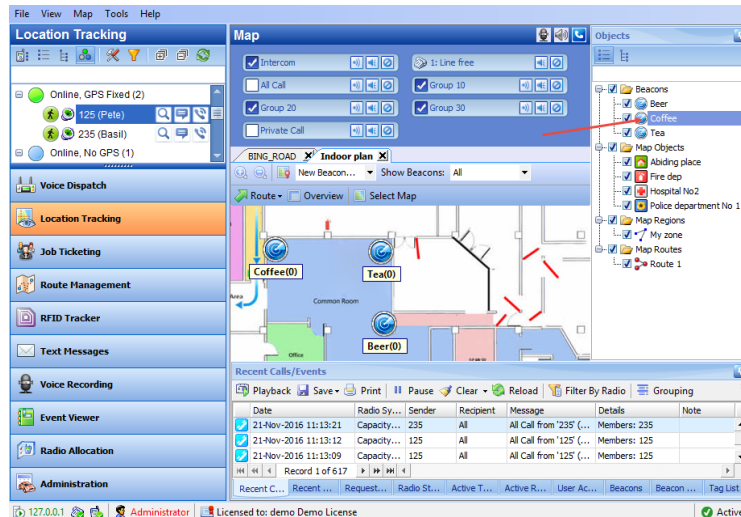 File View Map Tools Help
Location Tracking
Online, GPS Fixed (2)
125 (Pete)
235 (Basil)
Online, No GPS (1)
Voice Dispatch
Location Tracking
Job Ticketing
Route Management
RFID Tracker
Text Messages
Voice Recording
Event Viewer
Radio Allocation
Administration
Map
Intercom
1: Line free
All Call
Group 10
Group 20
Group 30
Private Call
BING_ROAD X Indoor plan X
New Beacon... Show Beacons: All
Route Overview Select Map
Coffee(0)
Tea(0)
Area
Common Room
Beer(0)
Office
Objects
Beacons
Beer
Coffee
Tea
Map Objects
Abiding place
Fire dep
Hospital No2
Police department No 1
Map Regions
My zone
Map Routes
Route 1
Recent Calls/Events
Playback Save Print Pause Clear Reload Filter By Radio Grouping
Date Radio Sy... Sender Recipient Message Details Note
21-Nov-2016 11:13:21 Capacity... 235 All All Call from '235' (... Members: 235
21-Nov-2016 11:13:12 Capacity... 125 All All Call from '125' (... Members: 125
21-Nov-2016 11:13:09 Capacity... 125 All All Call from '125' (... Members: 125
Record 1 of 617
Recent C... Recent ... Request... Radio St... Active T... Active R... User Ac... Beacons Beacon ... Tag List
127.0.0.1 Administrator Licensed to: demo Demo License Active